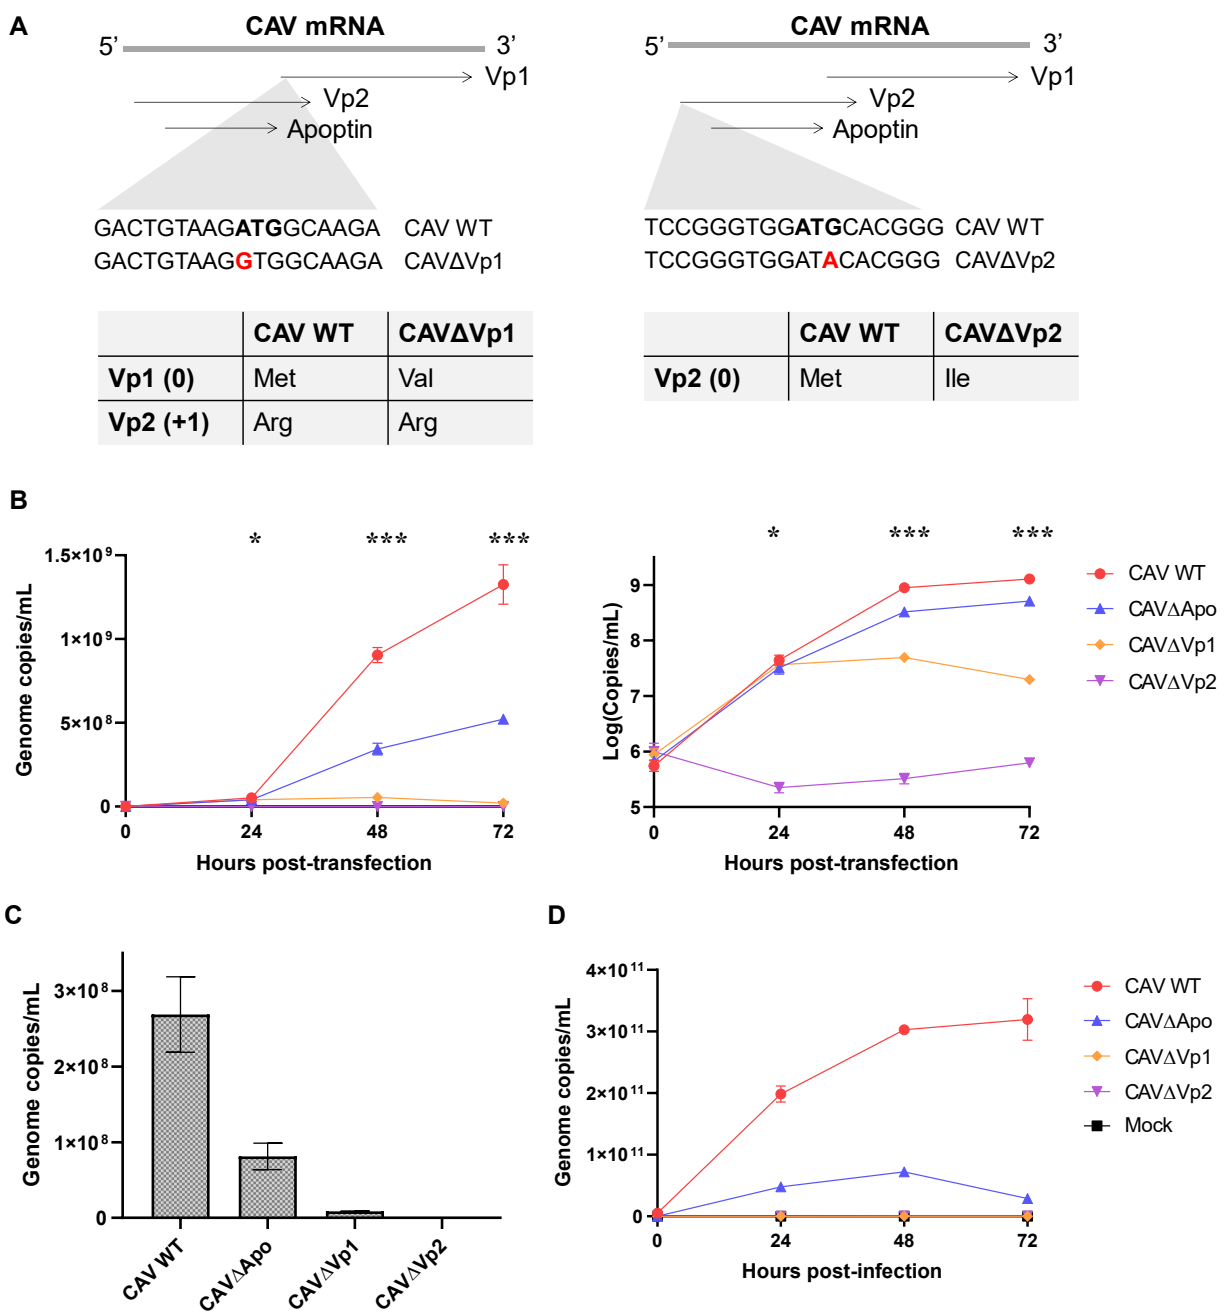 A
CAV mRNA
5’ 3’
Vp1
Vp2
Apoptin
GACTGTAAGATGGCAAGA CAV WT
GACTGTAAGGTGGCAAGA CAVΔVp1
CAV WT CAVΔVp1
Vp1 (0) Met Val
Vp2 (+1) Arg Arg
CAV mRNA
5’ 3’
Vp1
Vp2
Apoptin
TCCGGGTGGATGCACGGG CAV WT
TCCGGGTGGATACACGGG CAVΔVp2
CAV WT CAVΔVp2
Vp2 (0) Met Ile
B
* *** ***
Genome copies/mL
1.5×10⁹
1×10⁹
5×10⁸
0
0 24 48 72
Hours post-transfection
* *** ***
Log(Copies/mL)
9
8
7
6
5
0 24 48 72
Hours post-transfection
CAV WT
CAVΔApo
CAVΔVp1
CAVΔVp2
C
Genome copies/mL
3×10⁸
2×10⁸
1×10⁸
0
CAV WT CAVΔApo CAVΔVp1 CAVΔVp2
D
Genome copies/mL
4×10¹¹
3×10¹¹
2×10¹¹
1×10¹¹
0
0 24 48 72
Hours post-infection
CAV WT
CAVΔApo
CAVΔVp1
CAVΔVp2
Mock